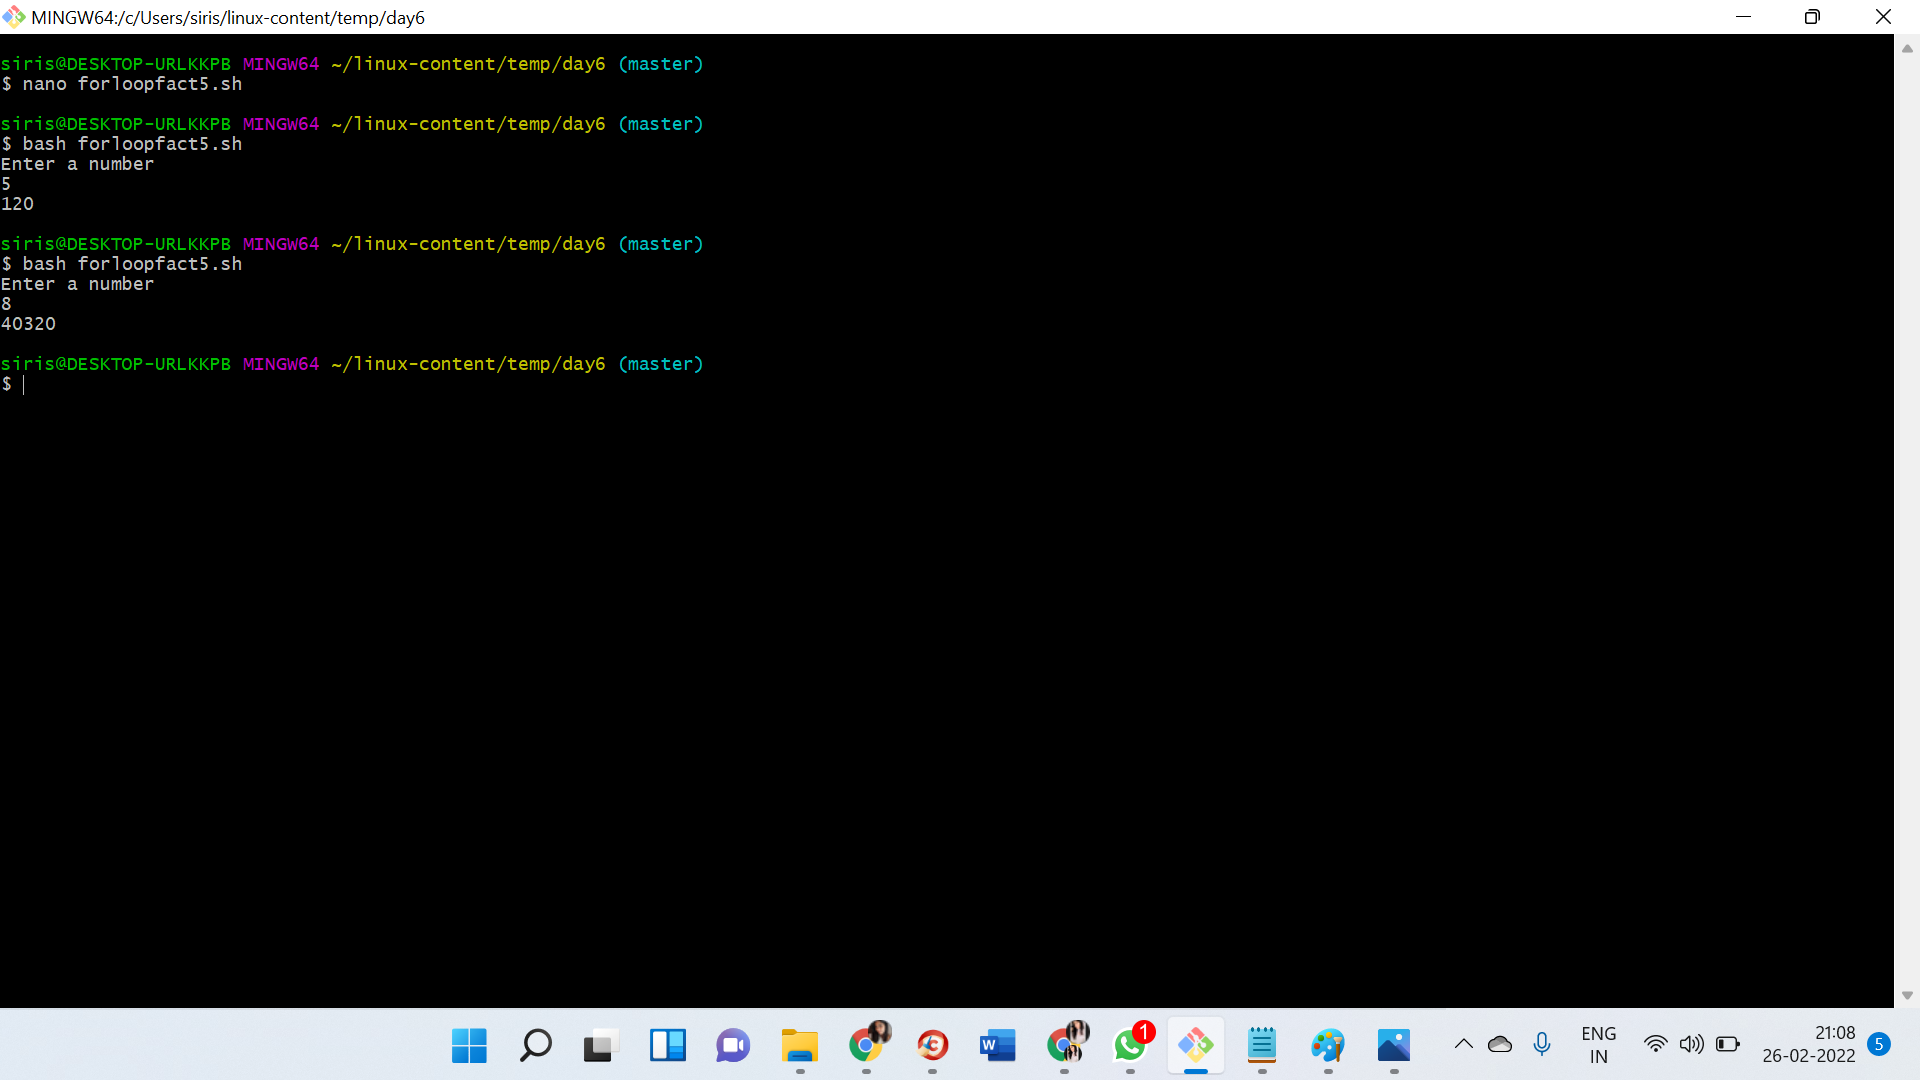 MINGW64:/c/Users/siris/linux-content/temp/day6
siris@DESKTOP-URLKKPB MINGW64 ~/linux-content/temp/day6 (master)
$ nano forloopfact5.sh
siris@DESKTOP-URLKKPB MINGW64 ~/linux-content/temp/day6 (master)
$ bash forloopfact5.sh
Enter a number
5
120
siris@DESKTOP-URLKKPB MINGW64 ~/linux-content/temp/day6 (master)
$ bash forloopfact5.sh
Enter a number
8
40320
siris@DESKTOP-URLKKPB MINGW64 ~/linux-content/temp/day6 (master)
$
W
1
ENG
IN
21:08
26-02-2022
5